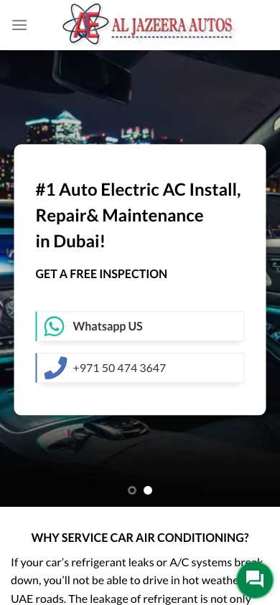 AE AL JAZEERA AUTOS
#1 Auto Electric AC Install,
Repair& Maintenance
in Dubai!
GET A FREE INSPECTION
Whatsapp US
+971 50 474 3647
WHY SERVICE CAR AIR CONDITIONING?
If your car's refrigerant leaks or A/C systems break
down, you'll not be able to drive in hot weathe
UAE roads. The leakage of refrigerant is not only